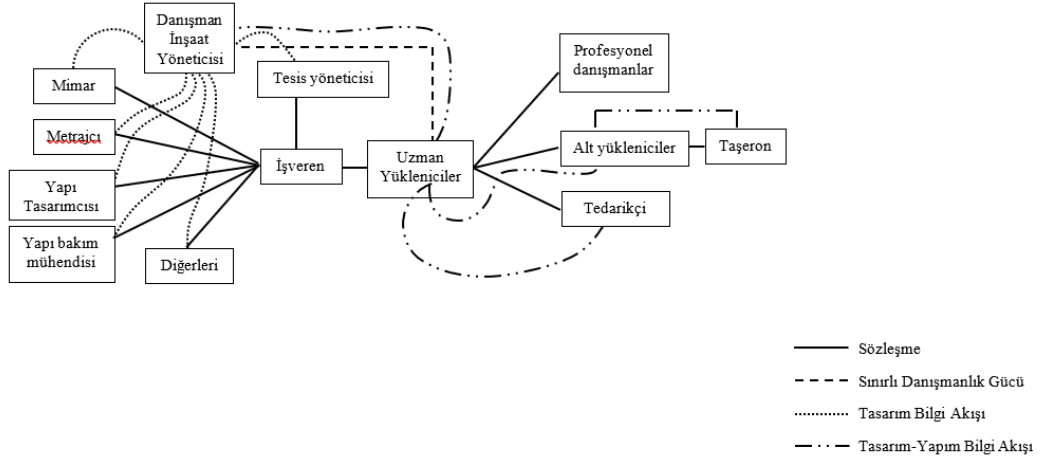 Danışman
İnşaat
Yöneticisi
Mimar
Metrajcı
Yapı
Tasarımcısı
Yapı bakım
mühendisi
Diğerleri
Tesis yöneticisi
İşveren
Uzman
Yükleniciler
Profesyonel
danışmanlar
Alt yükleniciler
Taşeron
Tedarikçi
Sözleşme
Sınırlı Danışmanlık Gücü
Tasarım Bilgi Akışı
Tasarım-Yapım Bilgi Akışı